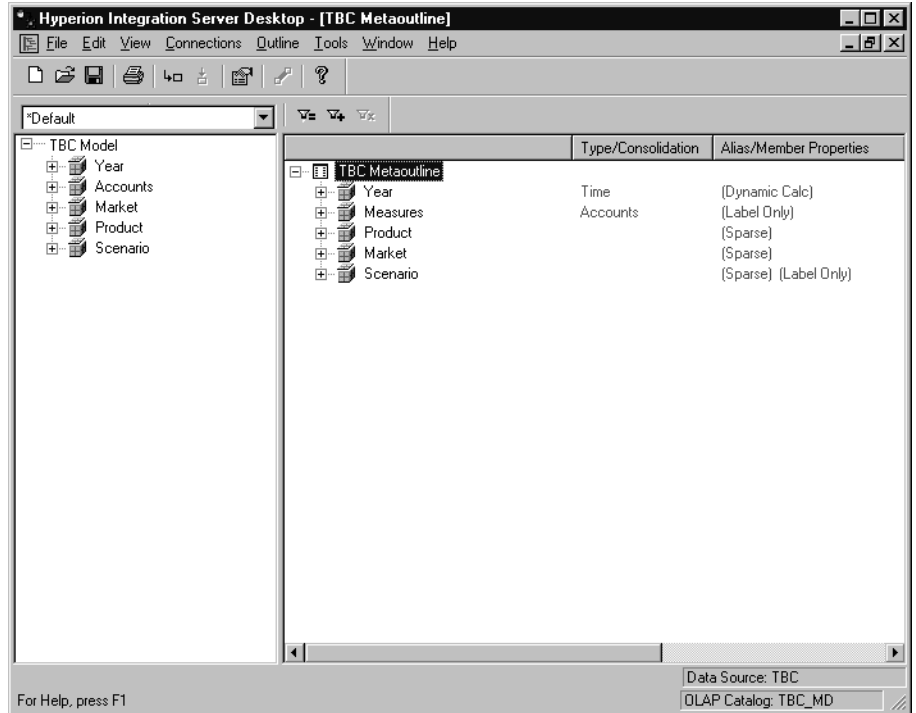 Hyperion Integration Server Desktop - [TBC Metaoutline]
File Edit View Connections Outline Tools Window Help
*Default
TBC Model
Year
Accounts
Market
Product
Scenario
Type/Consolidation Alias/Member Properties
TBC Metaoutline
Year Time (Dynamic Calc)
Measures Accounts (Label Only)
Product (Sparse)
Market (Sparse)
Scenario (Sparse) (Label Only)
Data Source: TBC
For Help, press F1 OLAP Catalog: TBC_MD